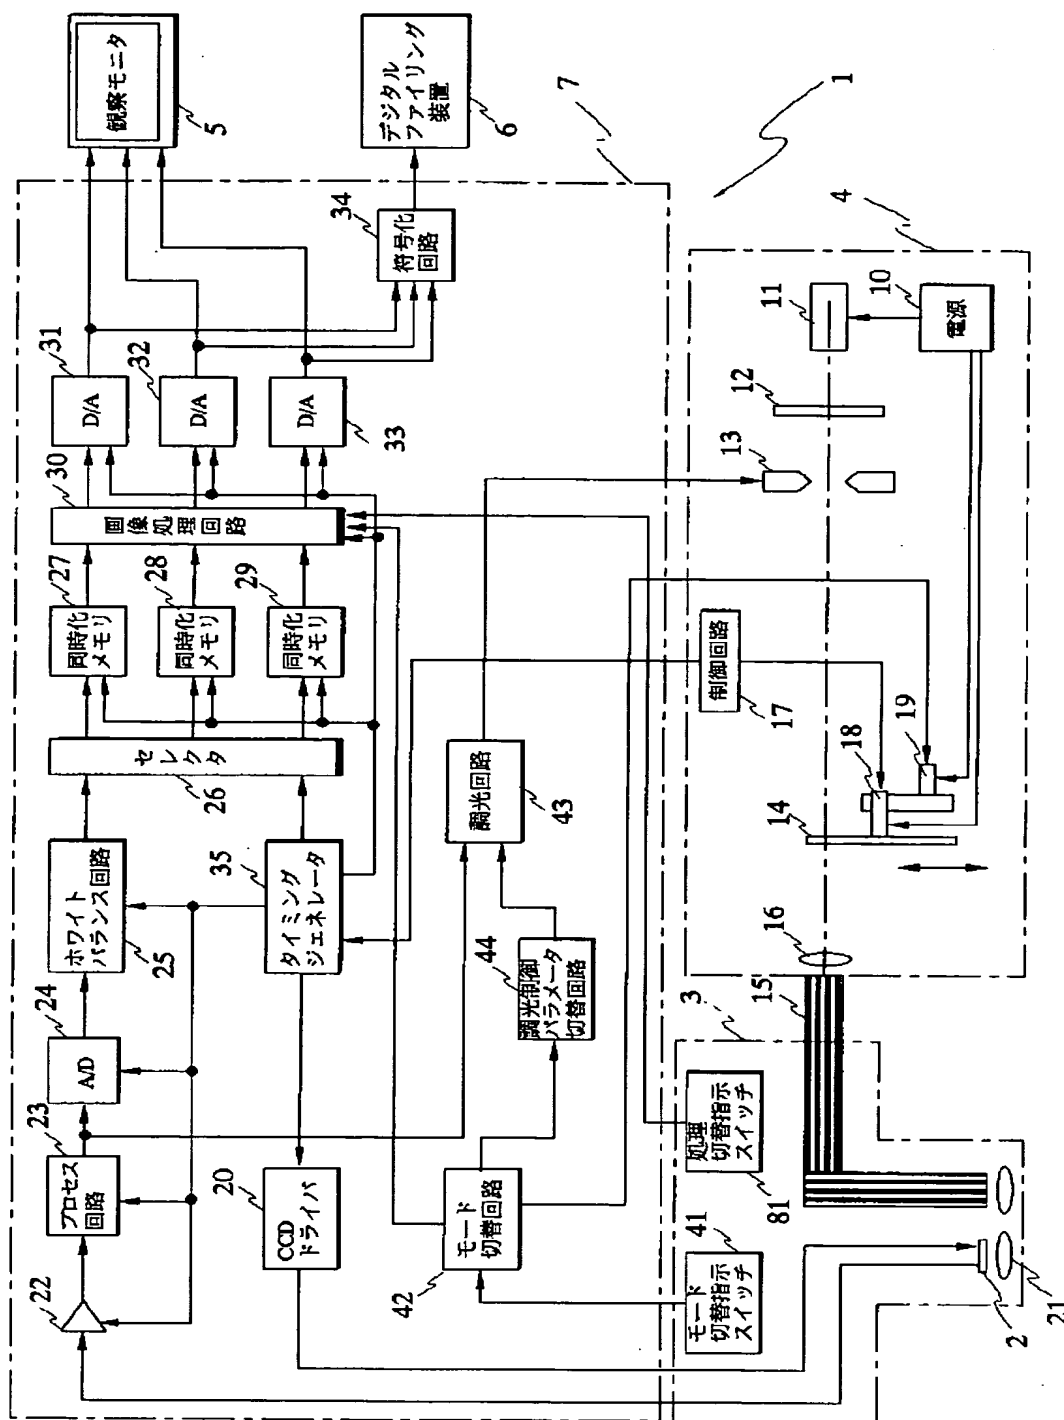 観察モニタ
5
デジタル
ファイリング
装置
6
7
1
34
符号化
回路
31
D/A
32
D/A
33
D/A
30
画像処理回路
27
同時化
メモリ
28
同時化
メモリ
29
同時化
メモリ
セレクタ
26
ホワイト
バランス回路
25
35
タイミング
ジェネレータ
24
A/D
23
プロセス
回路
22
20
CCD
ドライバ
調光回路
43
44
調光制御
パラメータ
切替回路
モード
切替回路
42
4
11
10
電源
12
13
制御回路
17
18
19
14
16
15
3
処理
切替指示
スイッチ
81
41
モード
切替指示
スイッチ
2
21